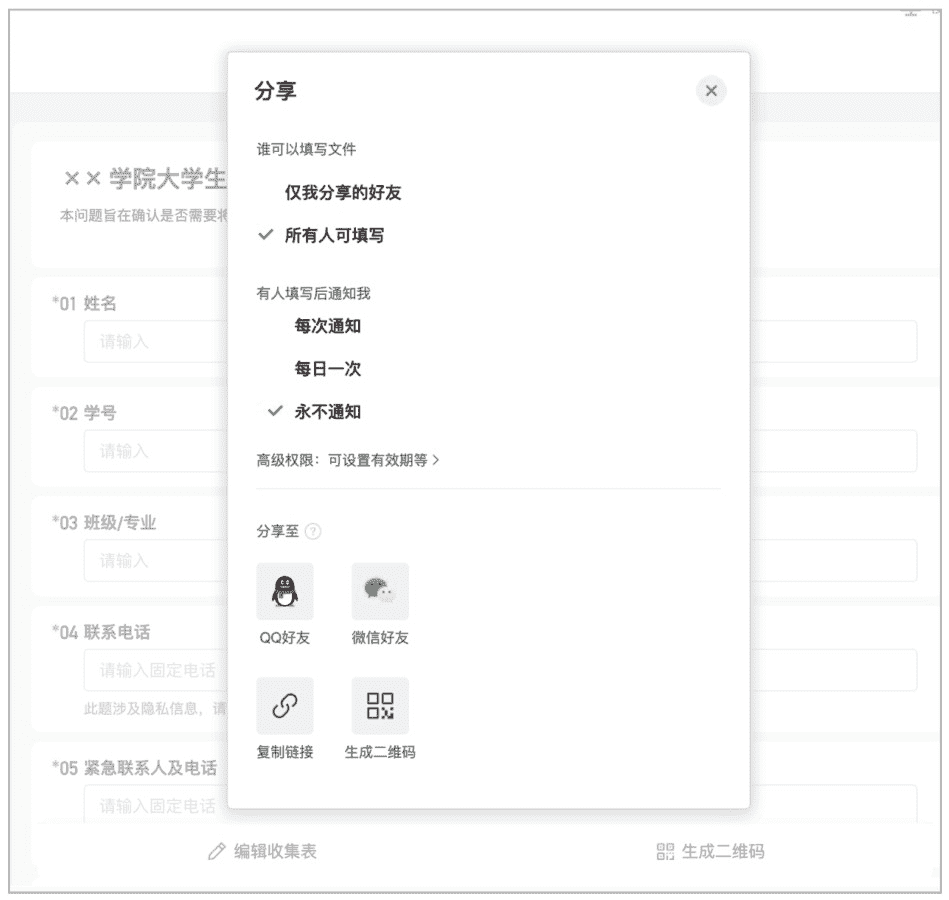 分享
谁可以填写文件
仅我分享的好友
所有人可填写
有人填写后通知我
每次通知
每日一次
永不通知
高级权限：可设置有效期等 >
分享至 ?
QQ好友 微信好友
复制链接 生成二维码
×× 学院大学生
本问题旨在确认是否需要将
*01 姓名
请输入
*02 学号
请输入
*03 班级/专业
请输入
*04 联系电话
请输入固定电话
此题涉及隐私信息，请
*05 紧急联系人及电话
请输入固定电话
编辑收集表 生成二维码